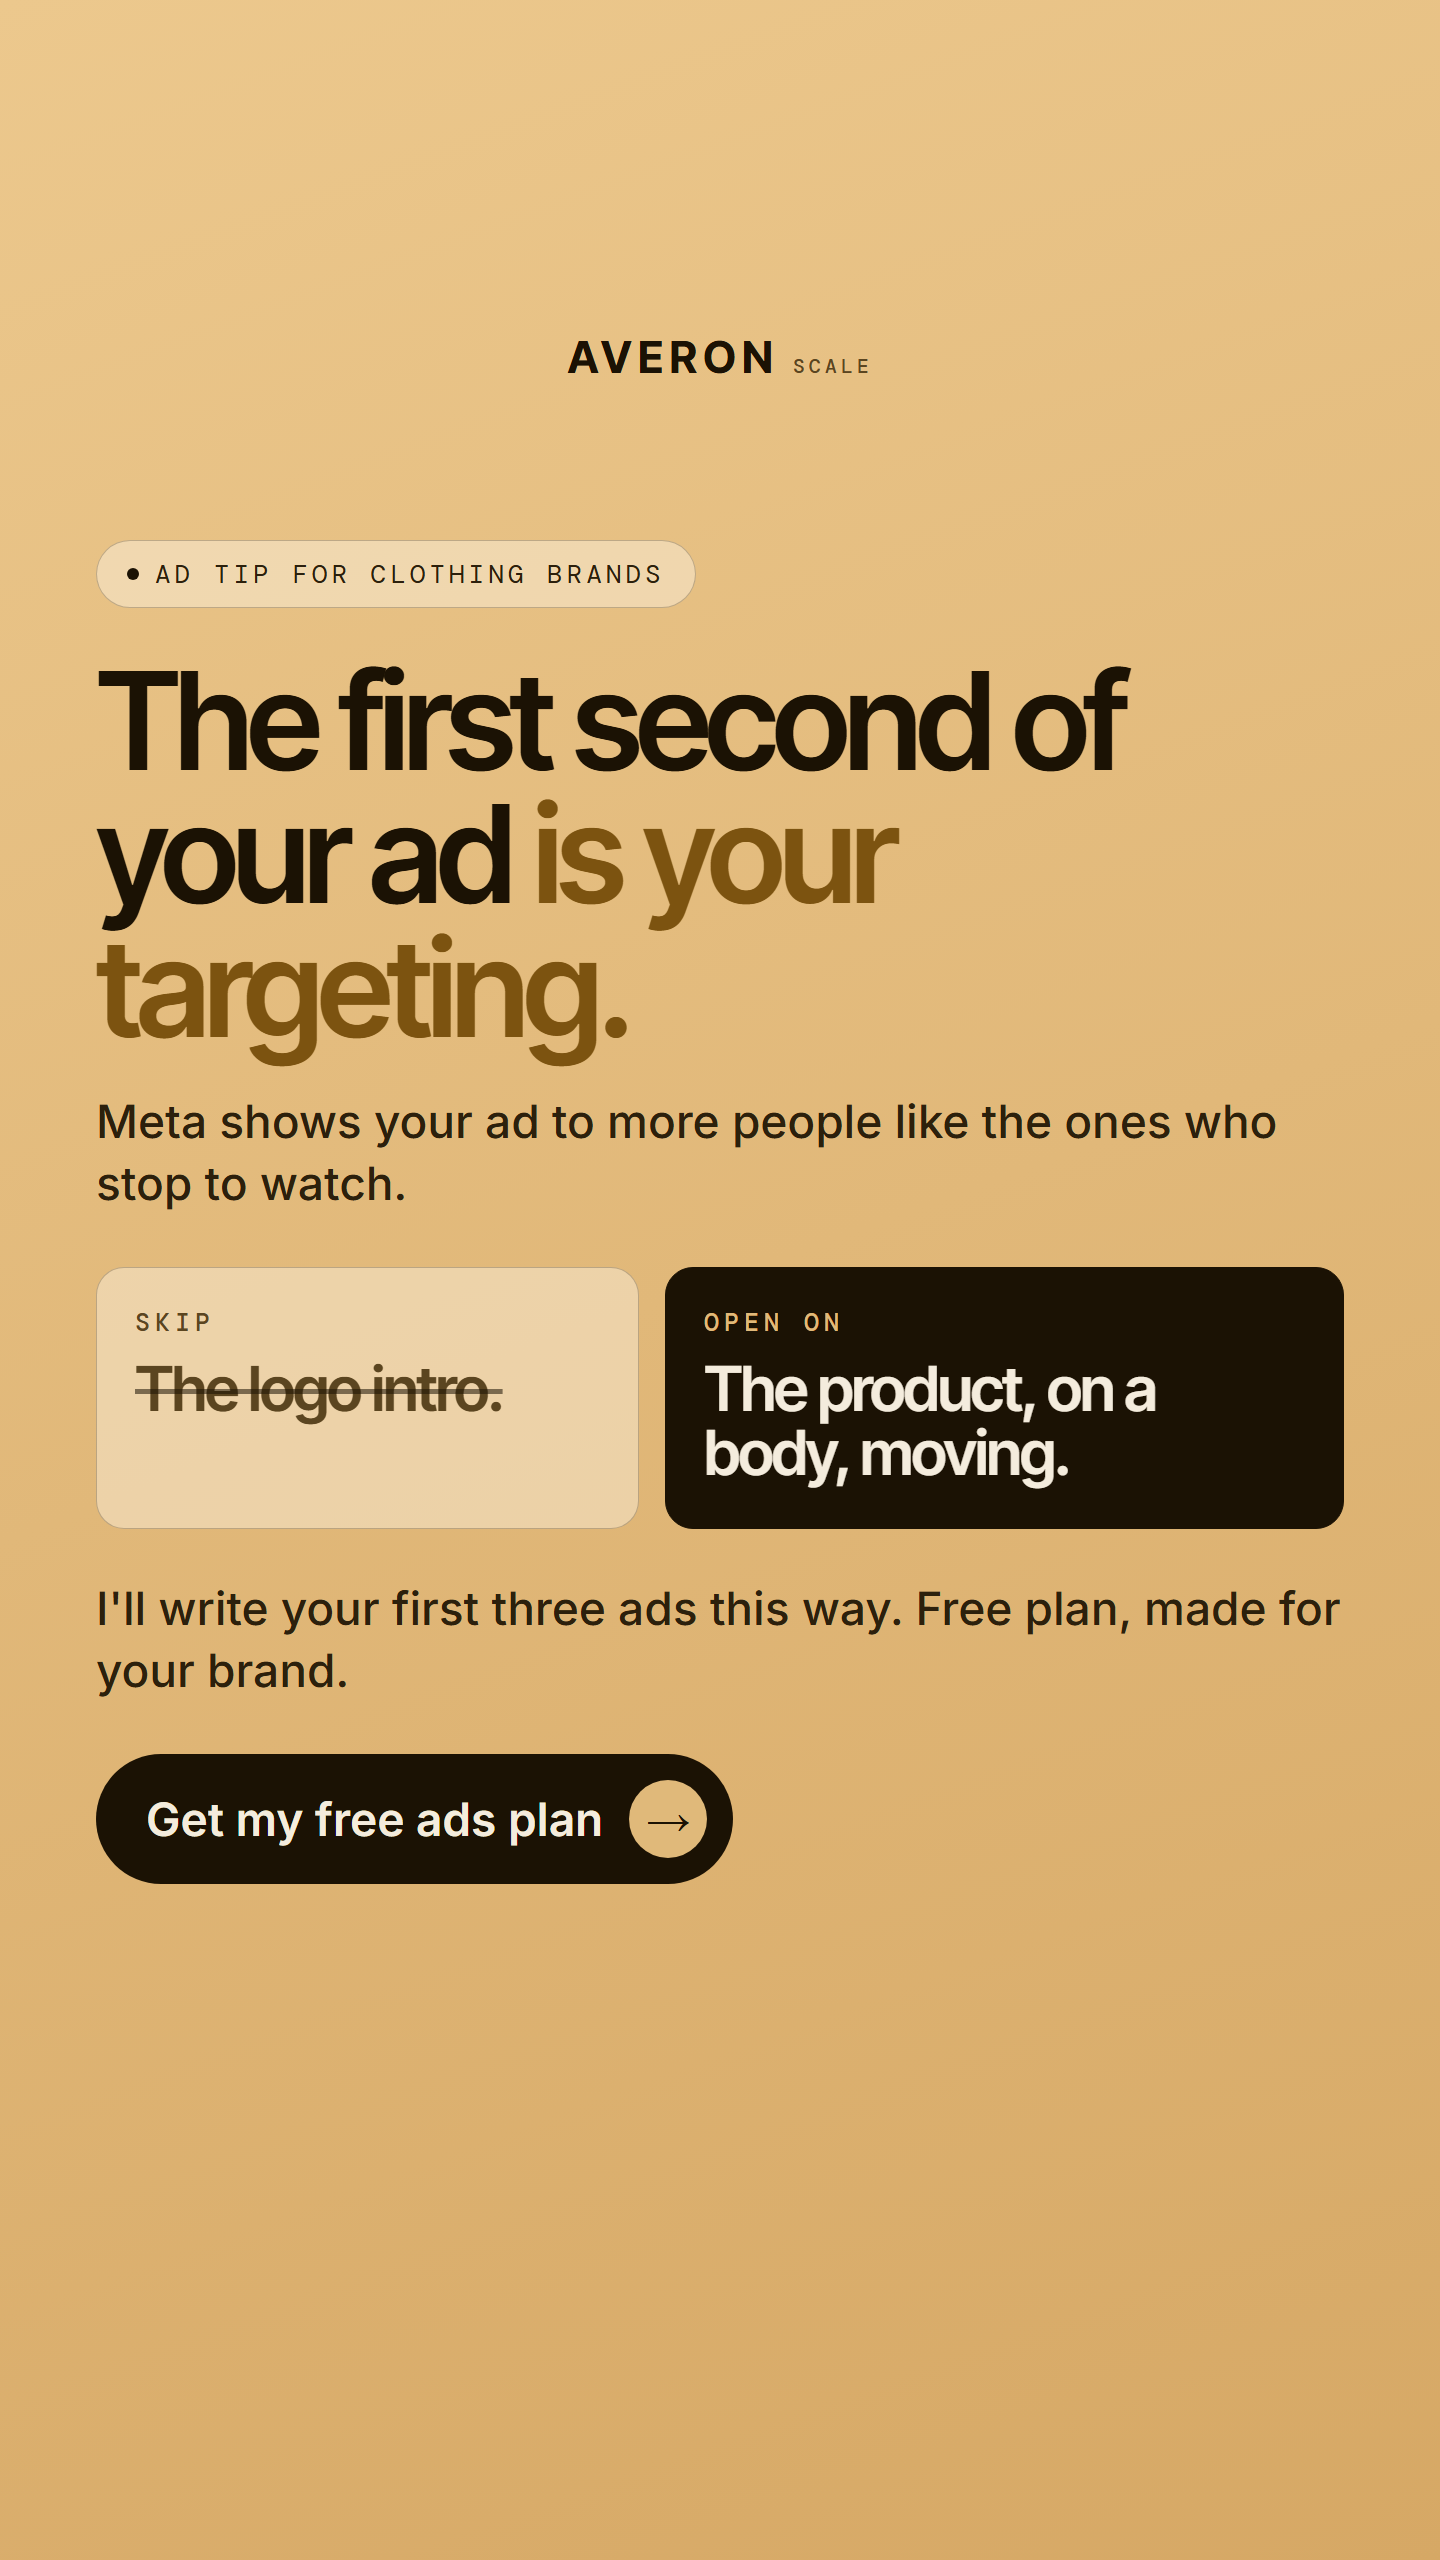 AVERON SCALE
AD TIP FOR CLOTHING BRANDS
The first second of
your ad is your
targeting.
Meta shows your ad to more people like the ones who
stop to watch.
SKIP
The logo intro.
OPEN ON
The product, on a
body, moving.
I'll write your first three ads this way. Free plan, made for
your brand.
Get my free ads plan →